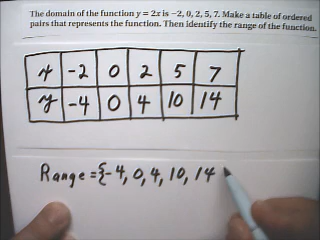 The domain of the function y = 2x is −2, 0, 2, 5, 7. Make a table of ordered
pairs that represents the function. Then identify the range of the function.
x -2 0 2 5 7
y -4 0 4 10 14
Range = {-4, 0, 4, 10, 14